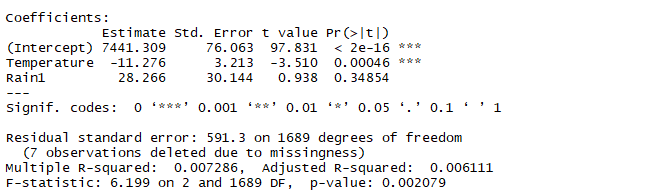 Coefficients:
Estimate Std. Error t value Pr(>|t|)
(Intercept) 7441.309 76.063 97.831 < 2e-16 ***
Temperature -11.276 3.213 -3.510 0.00046 ***
Rain1 28.266 30.144 0.938 0.34854
---
Signif. codes: 0 ‘***’ 0.001 ‘**’ 0.01 ‘*’ 0.05 ‘.’ 0.1 ‘ ’ 1
Residual standard error: 591.3 on 1689 degrees of freedom
(7 observations deleted due to missingness)
Multiple R-squared: 0.007286, Adjusted R-squared: 0.006111
F-statistic: 6.199 on 2 and 1689 DF, p-value: 0.002079